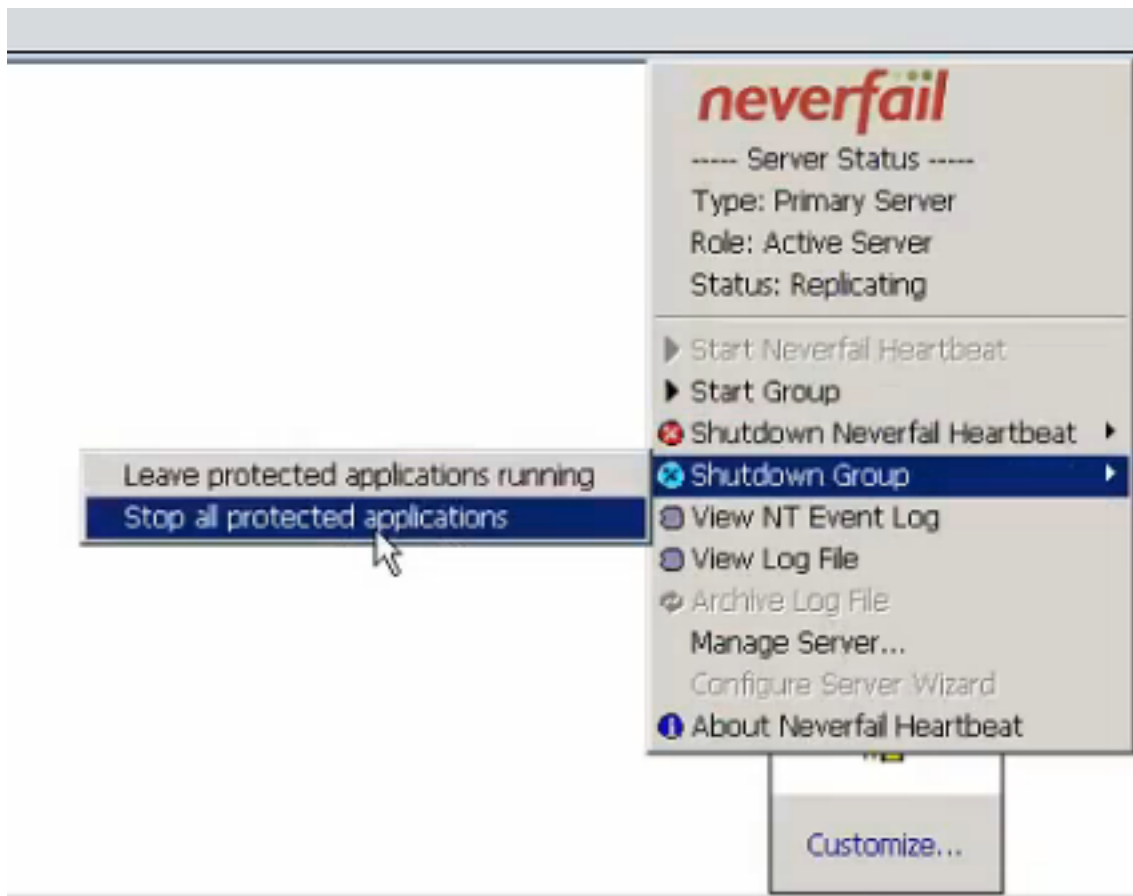 neverfail
----- Server Status -----
Type: Primary Server
Role: Active Server
Status: Replicating
Start Neverfail Heartbeat
Start Group
Shutdown Neverfail Heartbeat
Shutdown Group
Leave protected applications running
Stop all protected applications
View NT Event Log
View Log File
Archive Log File
Manage Server...
Configure Server Wizard
About Neverfail Heartbeat
Customize...